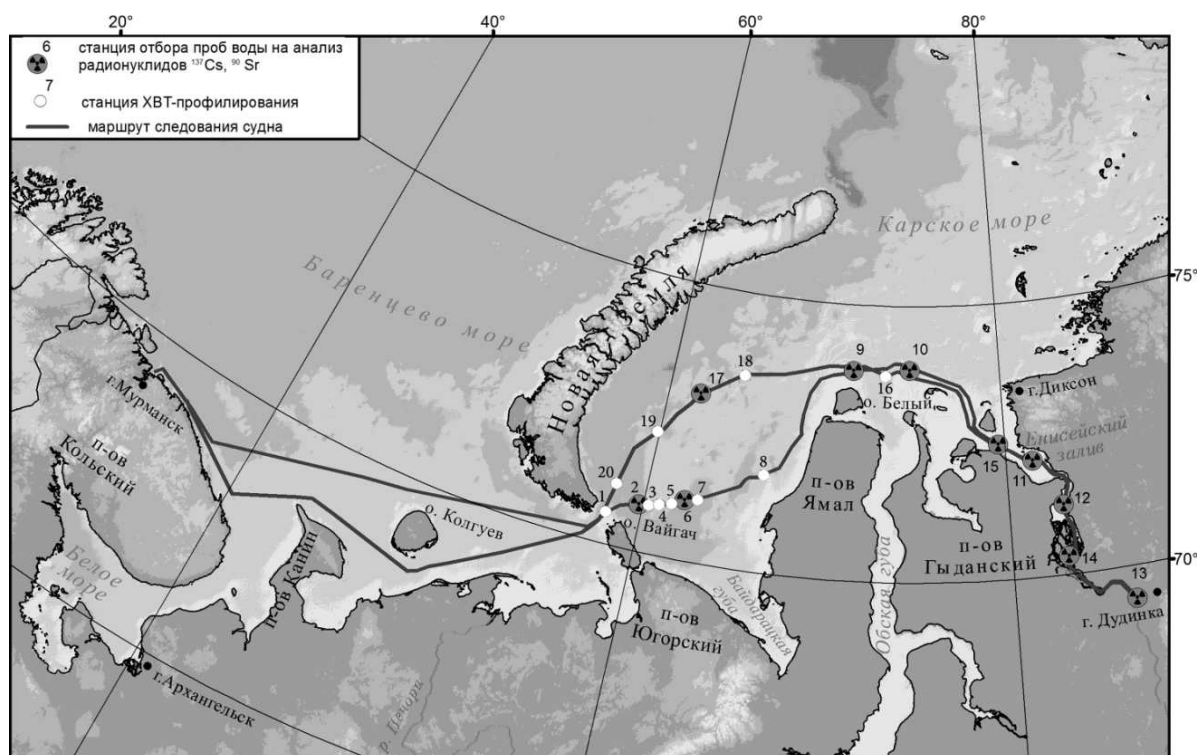 20°
40°
60°
80°
6
станция отбора проб воды на анализ
радионуклидов ¹³⁷Cs, ⁹⁰ Sr
7
станция ХВТ-профилирования
маршрут следования судна
Карское море
75°
Баренцево море
Новая Земля
9
10
18
17
16
о. Белый
г.Диксон
г.Мурманск
19
Енисейский
залив
п-ов
Кольский
20
8
15
11
1
2
3
5
7
4
6
12
о. Колгуев
о. Вайгач
п-ов
Ямал
14
70°
п-ов
Гыданский
13
Белое
море
п-ов Канин
Байдарацкая
губа
Обская губа
г. Дудинка
п-ов
Югорский
г.Архангельск
р. Печора